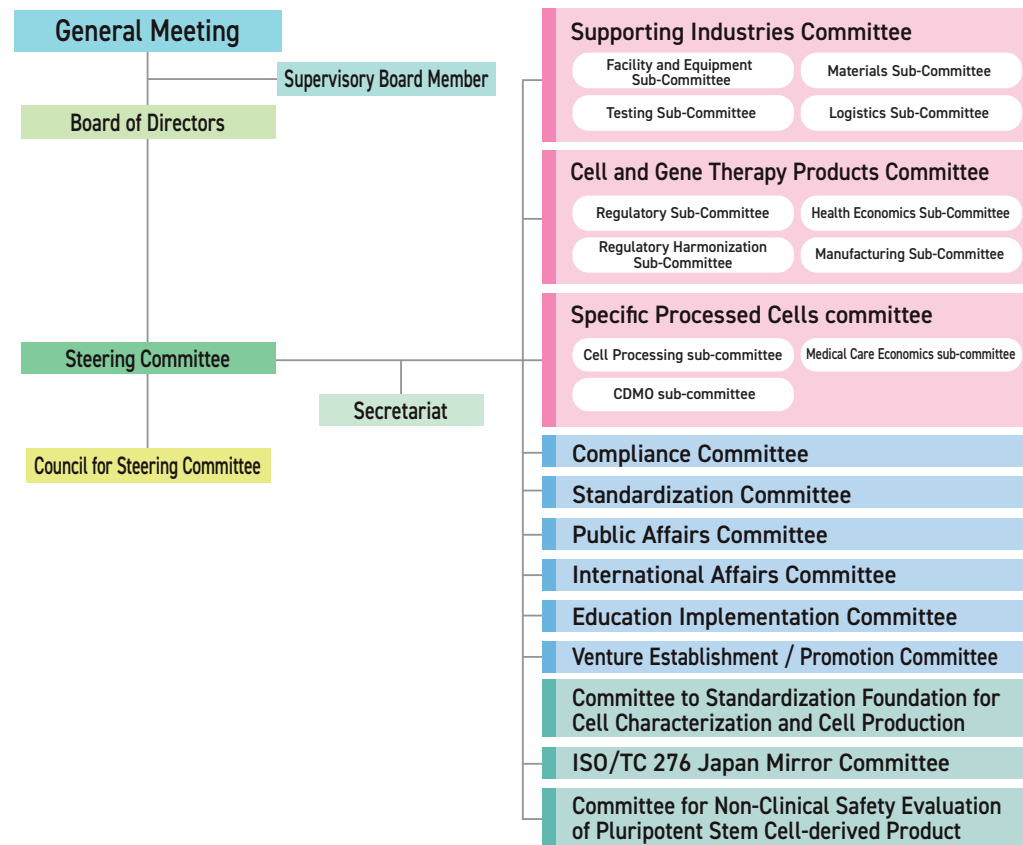 General Meeting
Supervisory Board Member
Board of Directors
Steering Committee
Secretariat
Council for Steering Committee
Supporting Industries Committee
Facility and Equipment
Sub-Committee
Materials Sub-Committee
Testing Sub-Committee
Logistics Sub-Committee
Cell and Gene Therapy Products Committee
Regulatory Sub-Committee
Health Economics Sub-Committee
Regulatory Harmonization
Sub-Committee
Manufacturing Sub-Committee
Specific Processed Cells committee
Cell Processing sub-committee
Medical Care Economics sub-committee
CDMO sub-committee
Compliance Committee
Standardization Committee
Public Affairs Committee
International Affairs Committee
Education Implementation Committee
Venture Establishment / Promotion Committee
Committee to Standardization Foundation for
Cell Characterization and Cell Production
ISO/TC 276 Japan Mirror Committee
Committee for Non-Clinical Safety Evaluation
of Pluripotent Stem Cell-derived Product